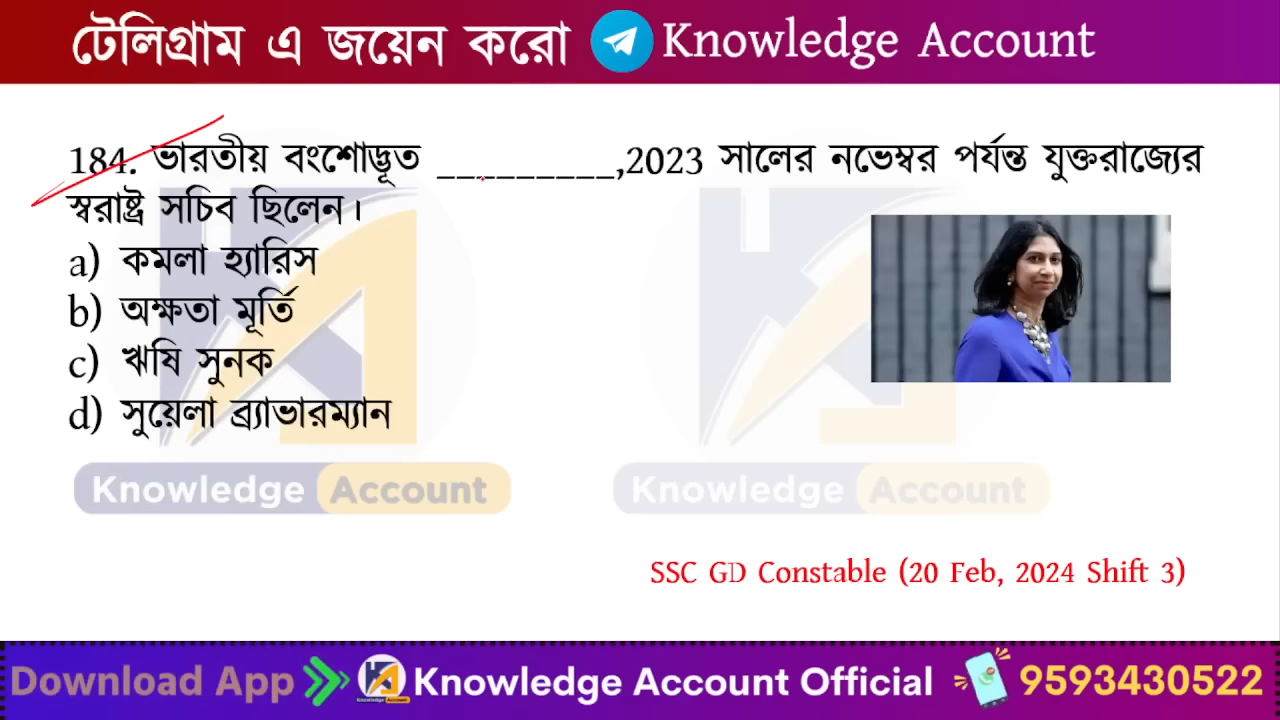 টেলিগ্রাম এ জয়েন করো Knowledge Account
184. ভারতীয় বংশোদ্ভূত _________,2023 সালের নভেম্বর পর্যন্ত যুক্তরাজ্যের
স্বরাষ্ট্র সচিব ছিলেন।
a) কমলা হ্যারিস
b) অক্ষতা মূর্তি
c) ঋষি সুনক
d) সুয়েলা ব্র্যাভারম্যান
Knowledge Account
Knowledge Account
SSC GD Constable (20 Feb, 2024 Shift 3)
Download App Knowledge Account Knowledge Account Official 9593430522